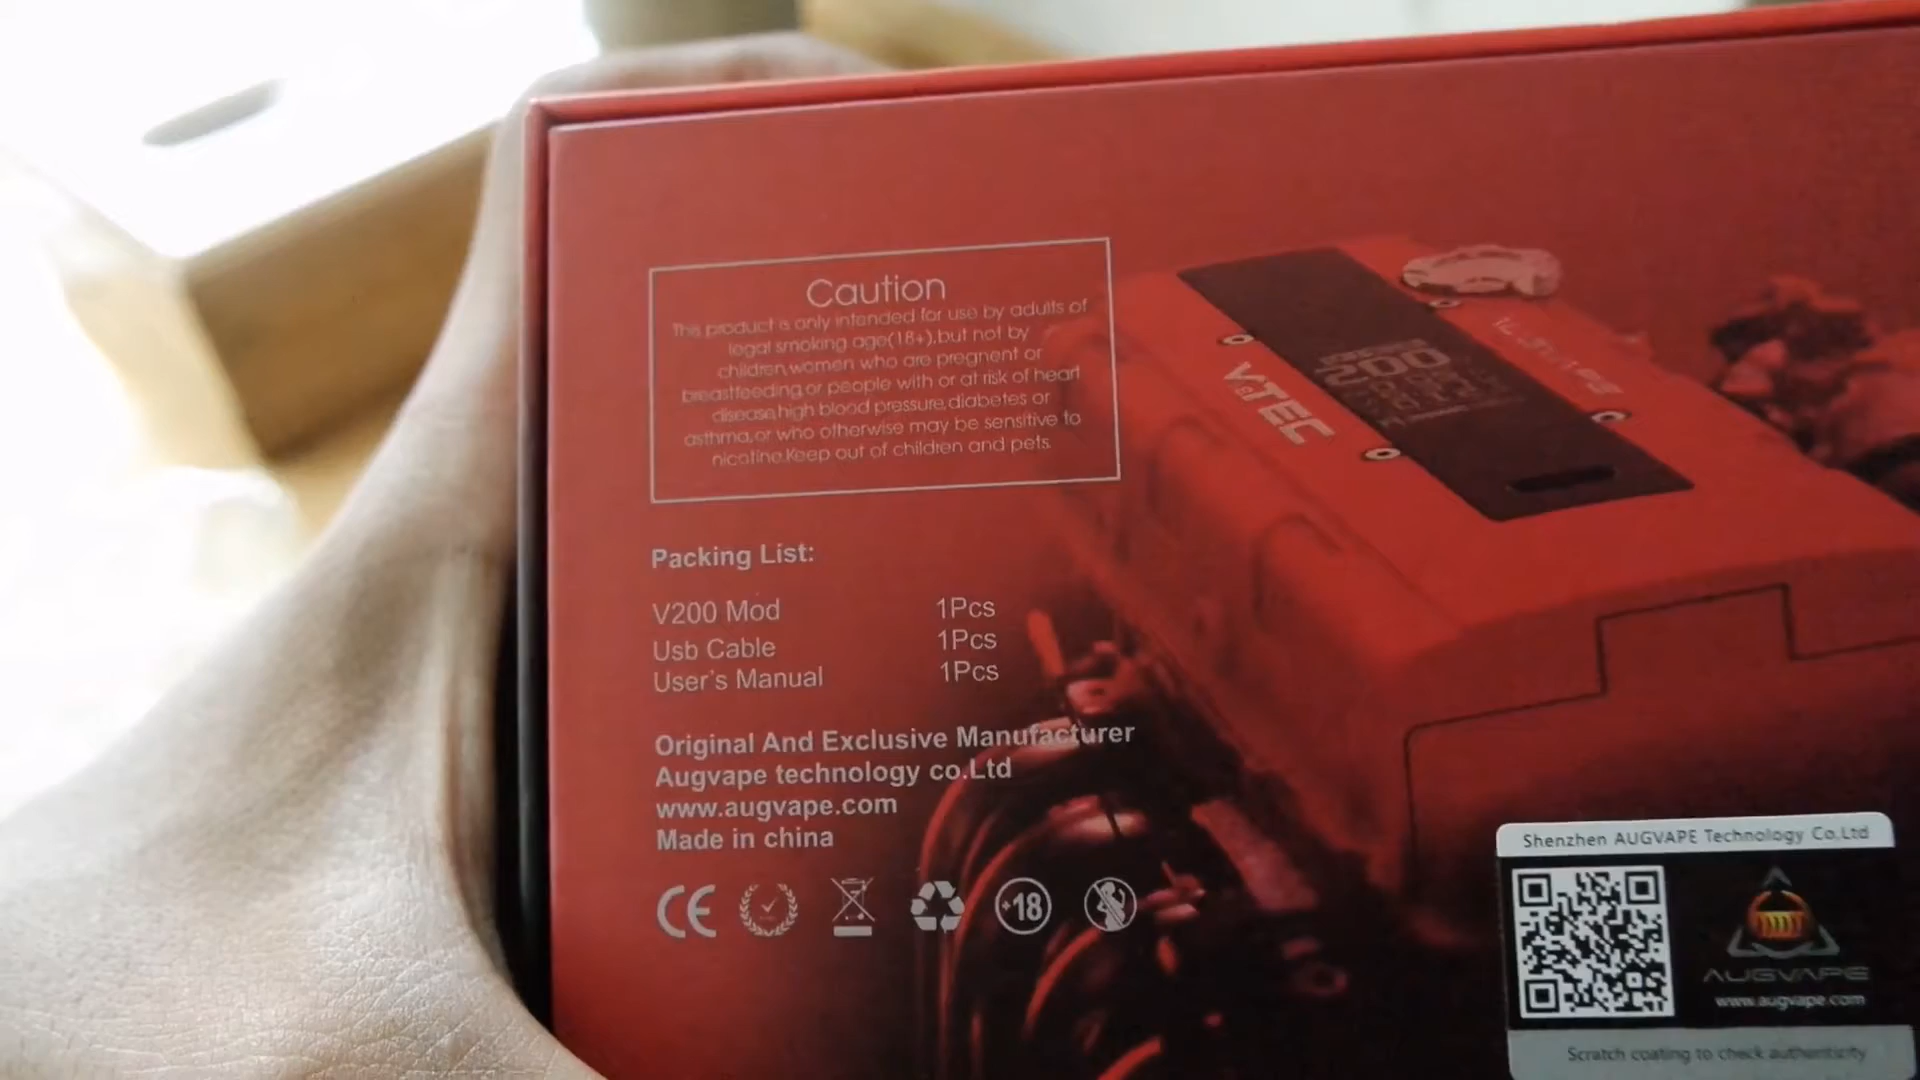 Caution
This product is only intended for use by adults of
legal smoking age(18+),but not by
children,women who are pregnant or
breastfeeding,or people with or at risk of heart
disease,high blood pressure,diabetes or
asthma,or who otherwise may be sensitive to
nicotine.Keep out of children and pets.
200
VTEC
Packing List:
V200 Mod 1Pcs
Usb Cable 1Pcs
User's Manual 1Pcs
Original And Exclusive Manufacturer
Augvape technology co.Ltd
www.augvape.com
Made in china
CE
+18
Shenzhen AUGVAPE Technology Co.Ltd
AUGVAPE
www.augvape.com
Scratch coating to check authenticity